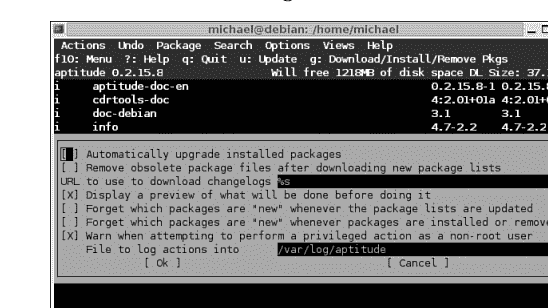 michael@debian: /home/michael
Actions Undo Package Search Options Views Help
f10: Menu ?: Help q: Quit u: Update g: Download/Install/Remove Pkgs
aptitude 0.2.15.8 Will free 1218MB of disk space DL Size: 37.
i aptitude-doc-en 0.2.15.8-1 0.2.15.8
i cdrtools-doc 4:2.01+01a 4:2.01+0
i doc-debian 3.1 3.1
i info 4.7-2.2 4.7-2.2
[ ] Automatically upgrade installed packages
[ ] Remove obsolete package files after downloading new package lists
URL to use to download changelogs %s
[X] Display a preview of what will be done before doing it
[ ] Forget which packages are "new" whenever the package lists are updated
[ ] Forget which packages are "new" whenever packages are installed or remove
[X] Warn when attempting to perform a privileged action as a non-root user
File to log actions into /var/log/aptitude
[ Ok ] [ Cancel ]